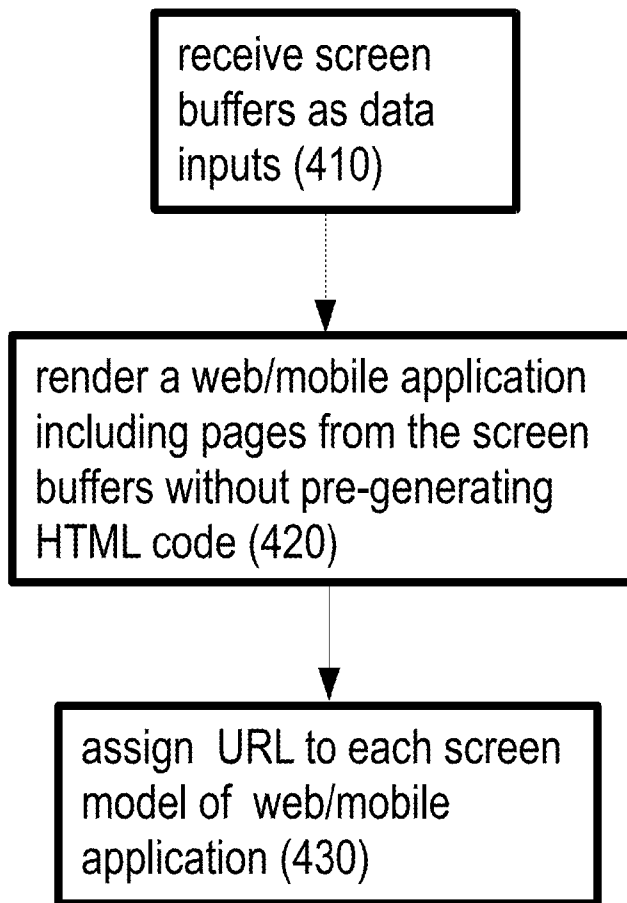 receive screen
buffers as data
inputs (410)
render a web/mobile application
including pages from the screen
buffers without pre-generating
HTML code (420)
assign URL to each screen
model of web/mobile
application (430)